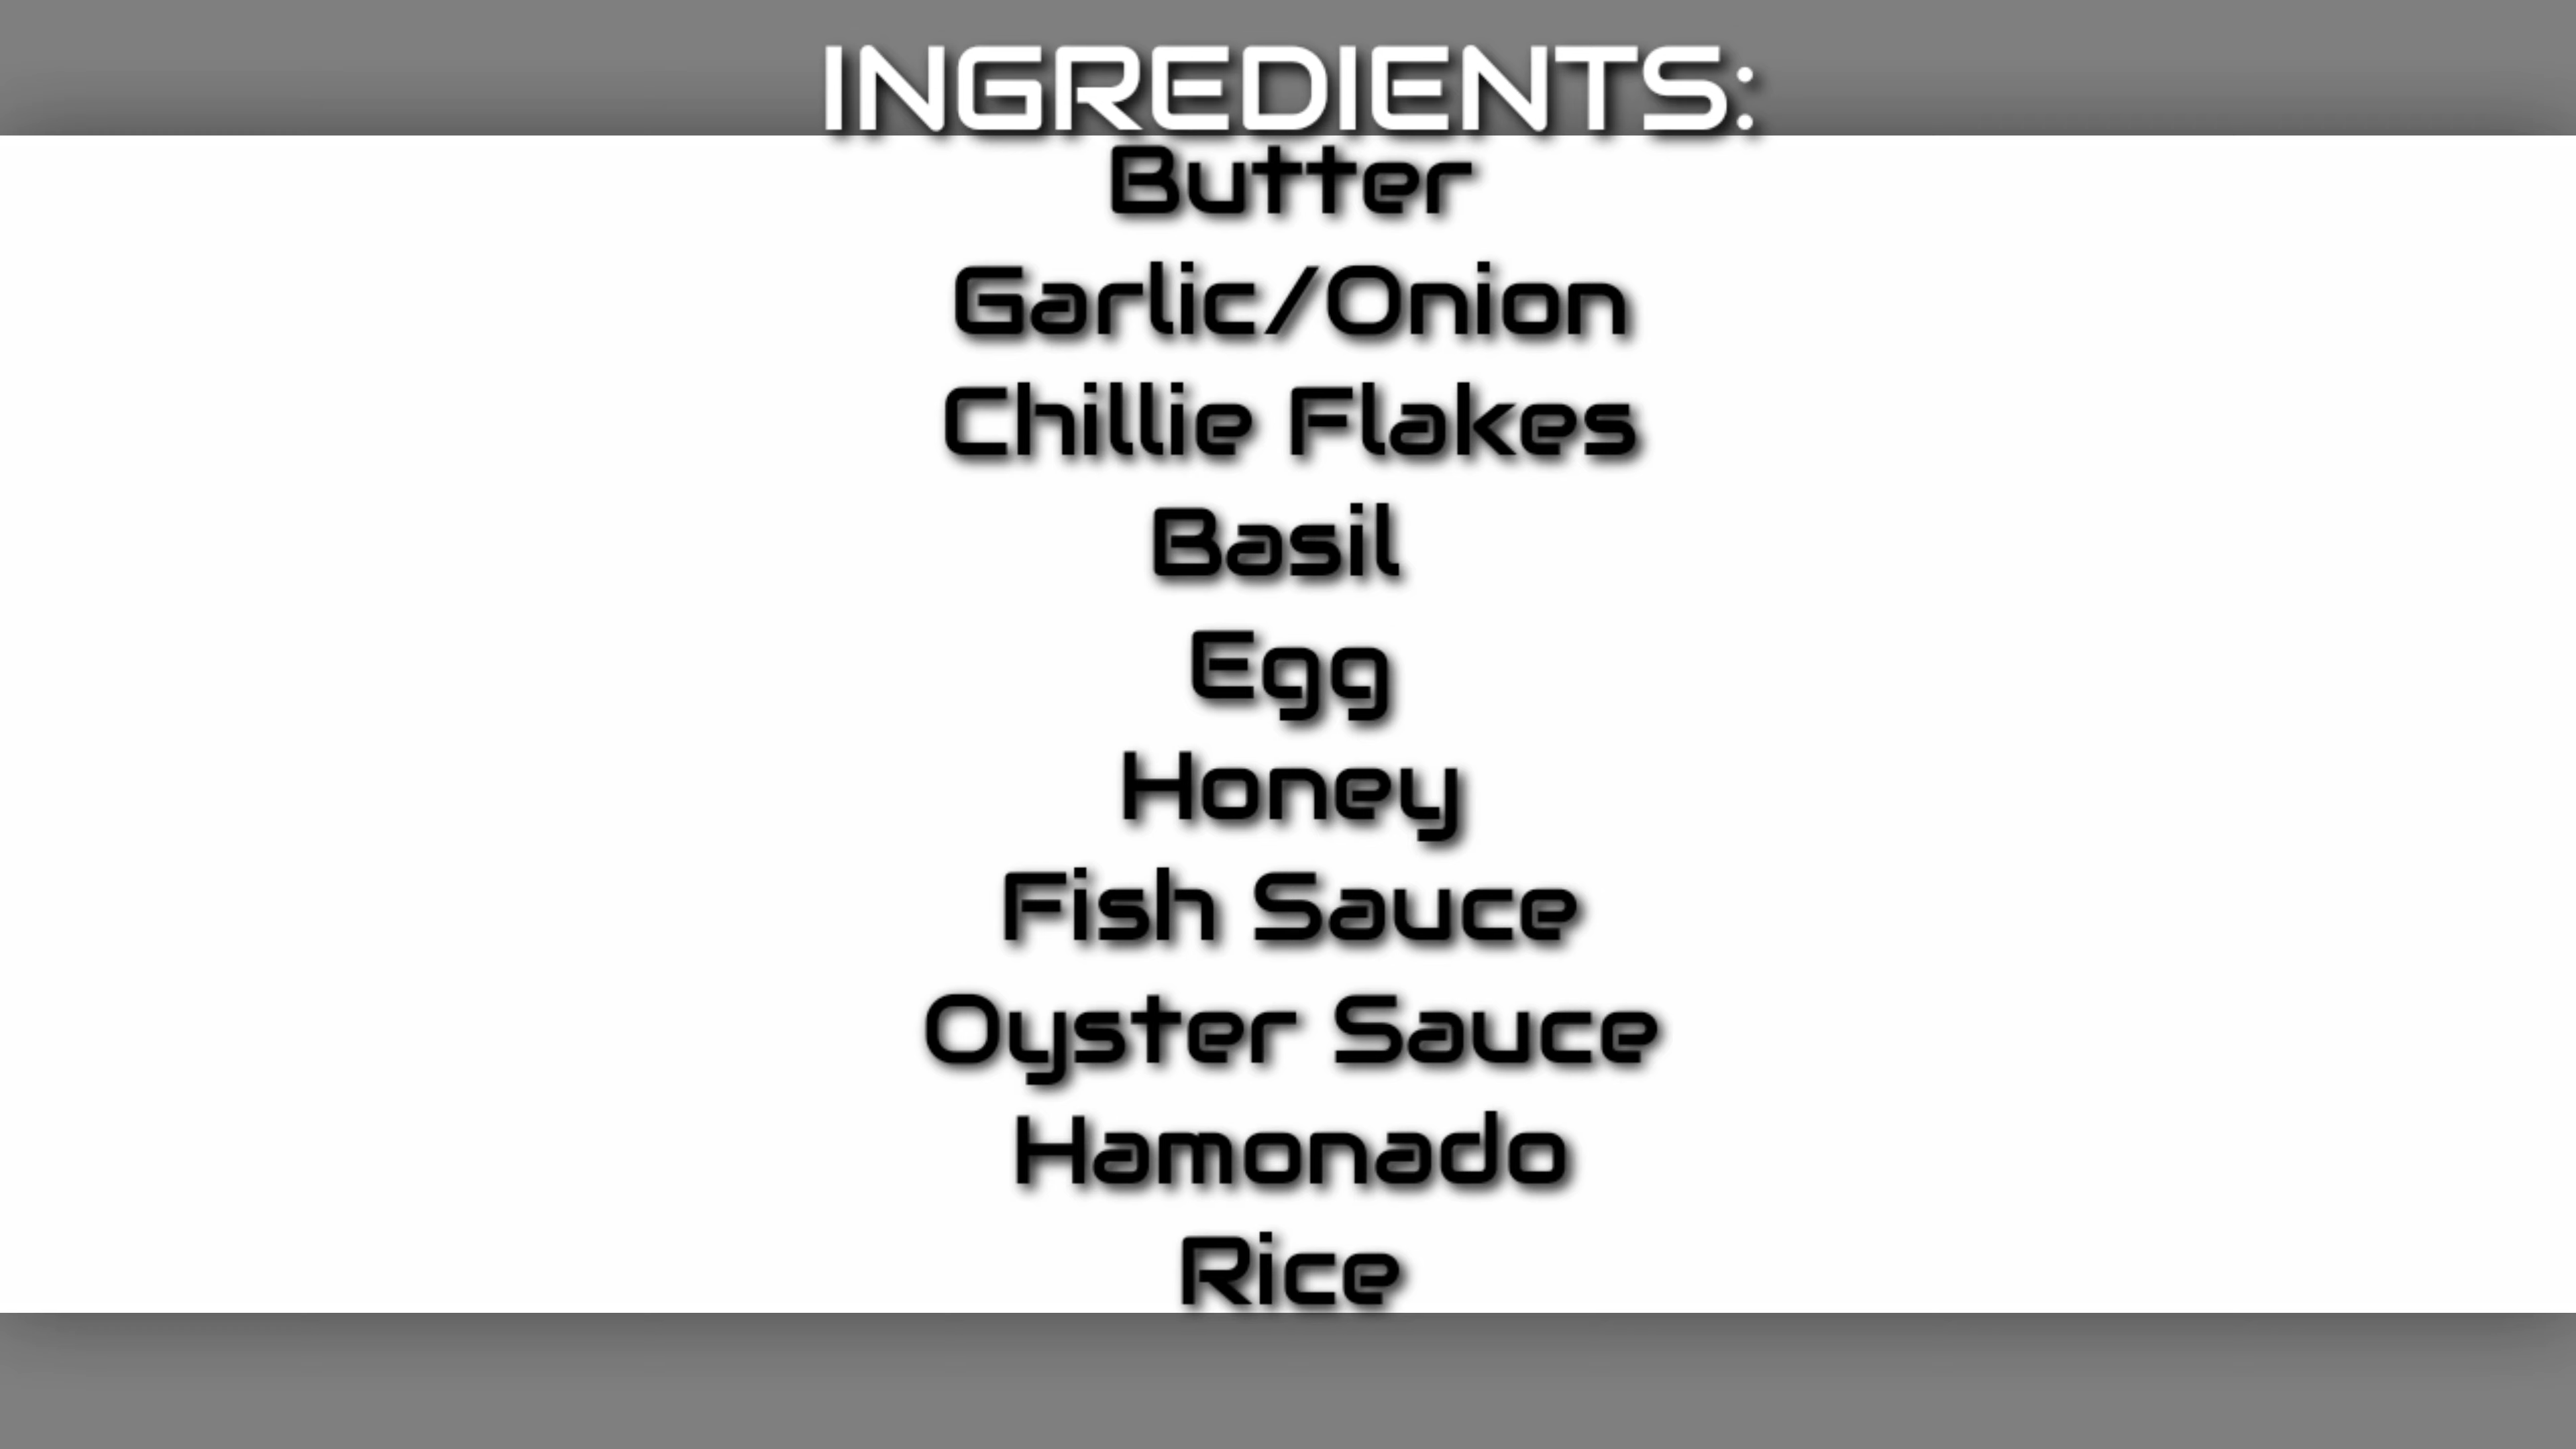 INGREDIENTS:
Butter
Garlic/Onion
Chillie Flakes
Basil
Egg
Honey
Fish Sauce
Oyster Sauce
Hamonado
Rice